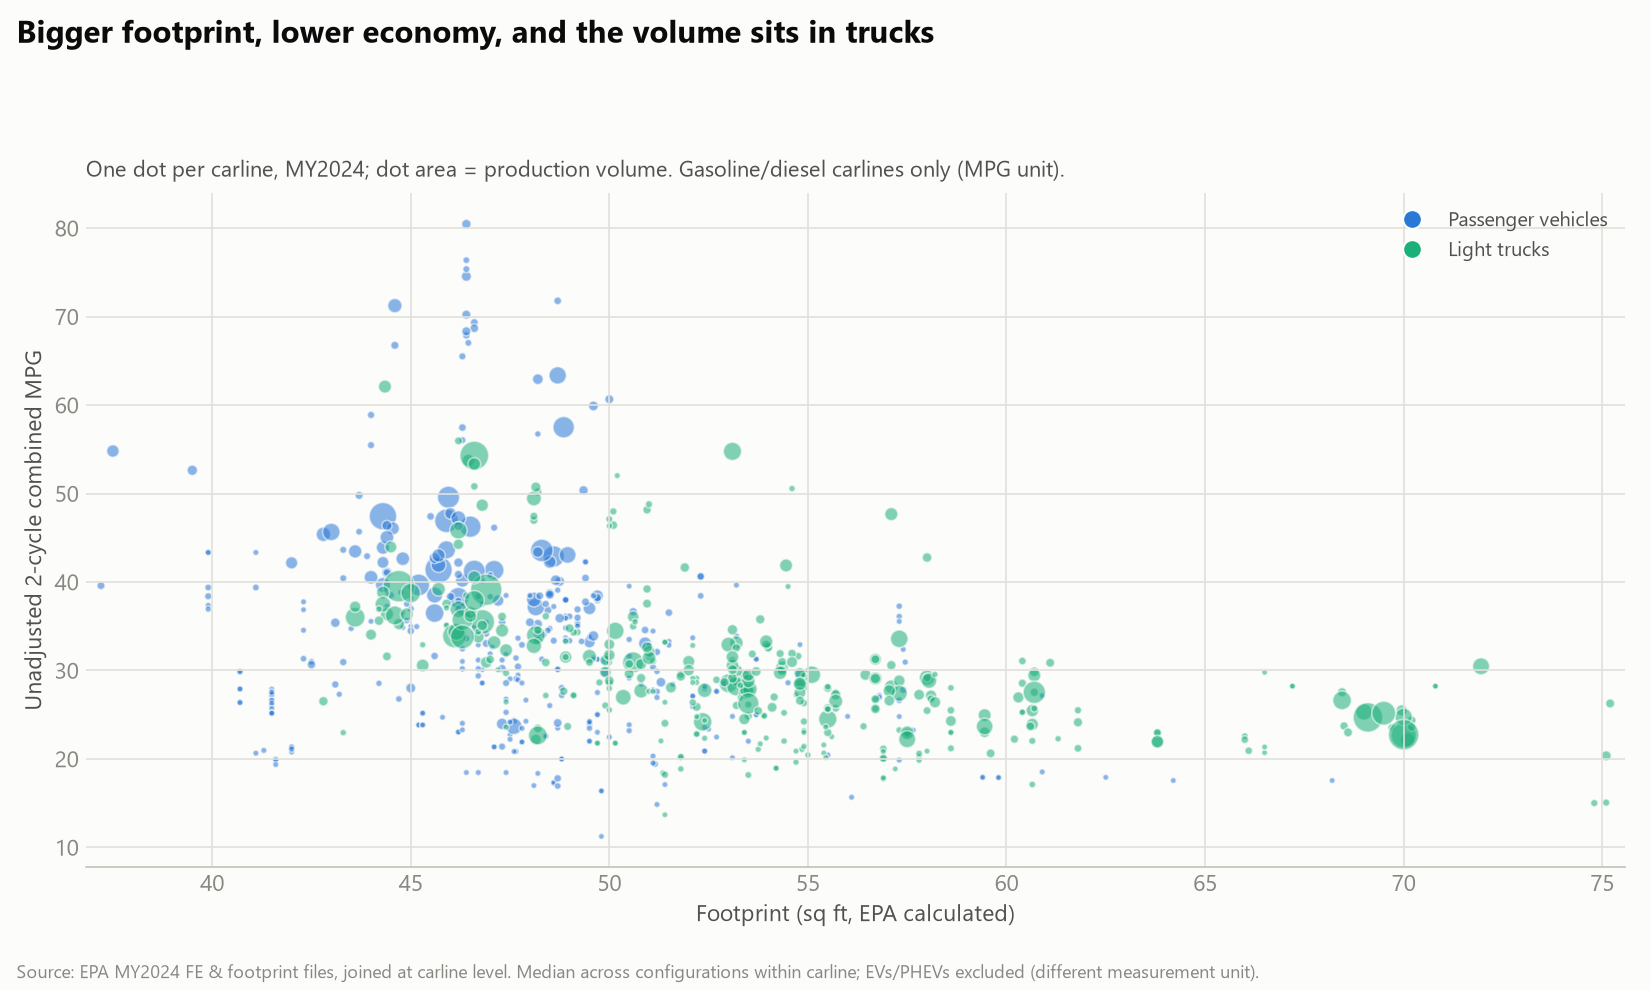 Bigger footprint, lower economy, and the volume sits in trucks
One dot per carline, MY2024; dot area = production volume. Gasoline/diesel carlines only (MPG unit).
Passenger vehicles
Light trucks
Unadjusted 2-cycle combined MPG
80
70
60
50
40
30
20
10
40
45
50
55
60
65
70
75
Footprint (sq ft, EPA calculated)
Source: EPA MY2024 FE & footprint files, joined at carline level. Median across configurations within carline; EVs/PHEVs excluded (different measurement unit).